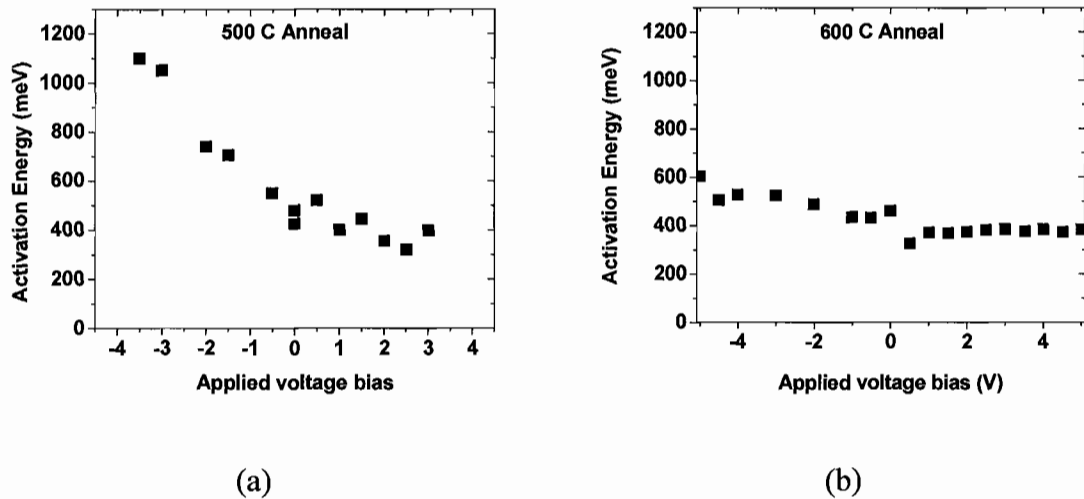 500 C Anneal
Activation Energy (meV)
1200
1000
800
600
400
200
0
-4 -3 -2 -1 0 1 2 3 4
Applied voltage bias
(a)
600 C Anneal
Activation Energy (meV)
1200
1000
800
600
400
200
0
-4 -2 0 2 4
Applied voltage bias (V)
(b)